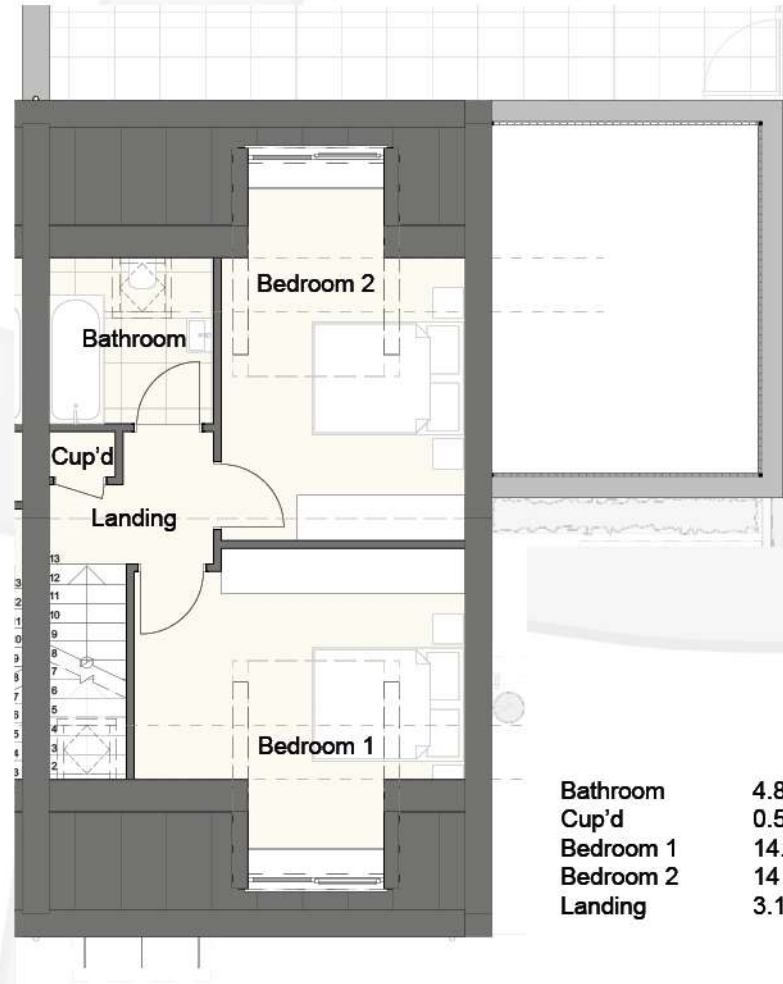 Bedroom 2
Bathroom
Cup'd
Landing
13
12
11
10
9
8
7
6
5
4
3
2
Bedroom 1
Bathroom 4.8
Cup'd 0.5
Bedroom 1 14.
Bedroom 2 14
Landing 3.1